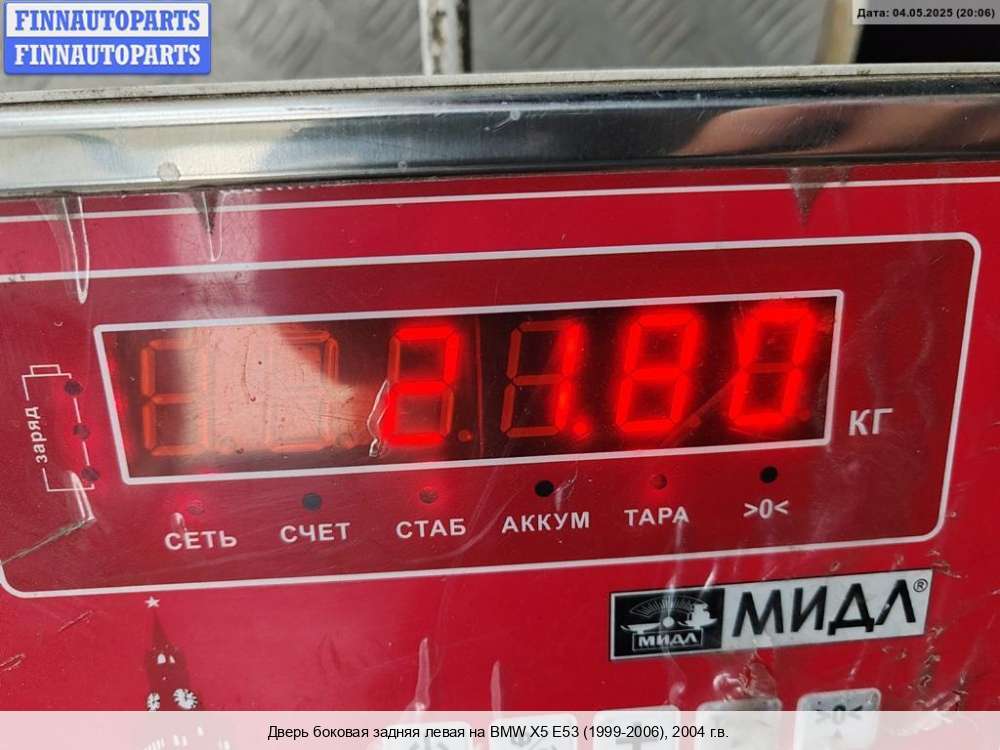 FINNAUTOPARTS
FINNAUTOPARTS
Дата: 04.05.2025 (20:06)
21.80
КГ
заряд
СЕТЬ СЧЕТ СТАБ АККУМ ТАРА >0<
МИДЛ
МИДЛ®
>0<
Дверь боковая задняя левая на BMW X5 E53 (1999-2006), 2004 г.в.